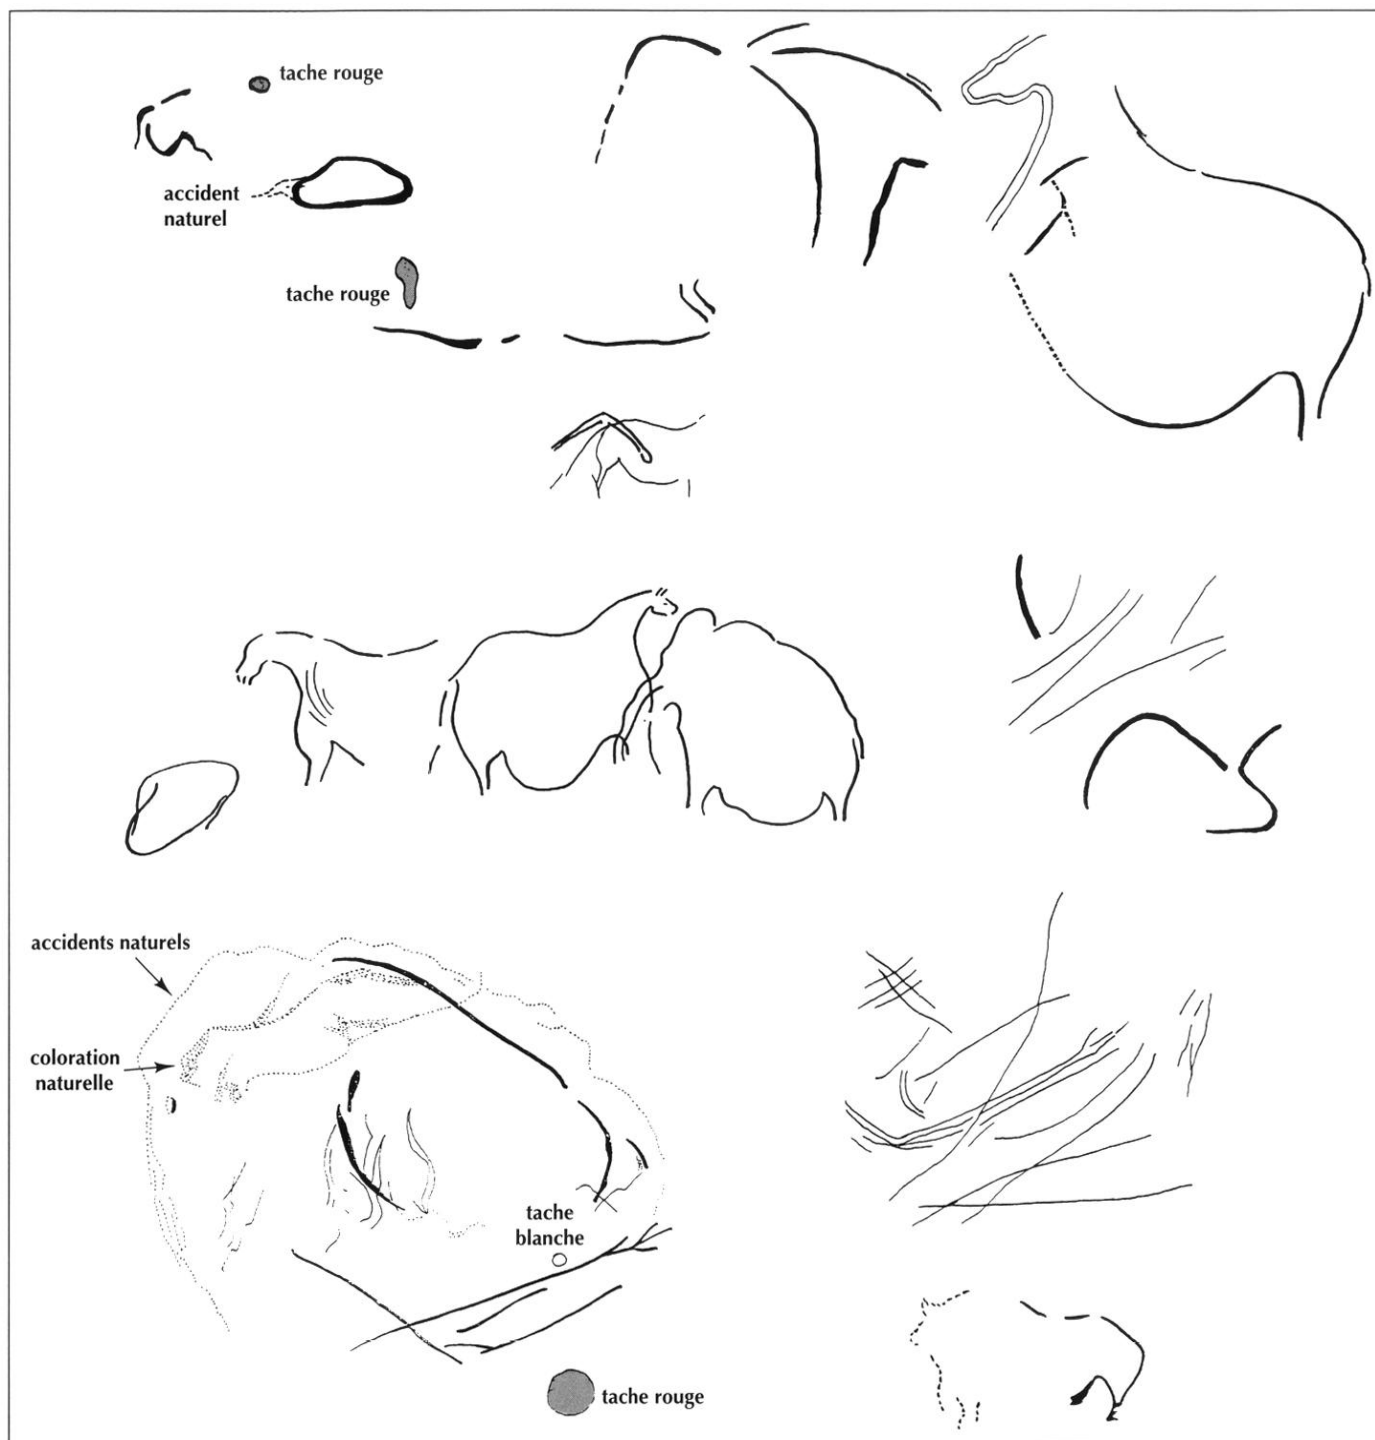 tache rouge
accident
naturel
tache rouge
accidents naturels
coloration
naturelle
tache
blanche
tache rouge